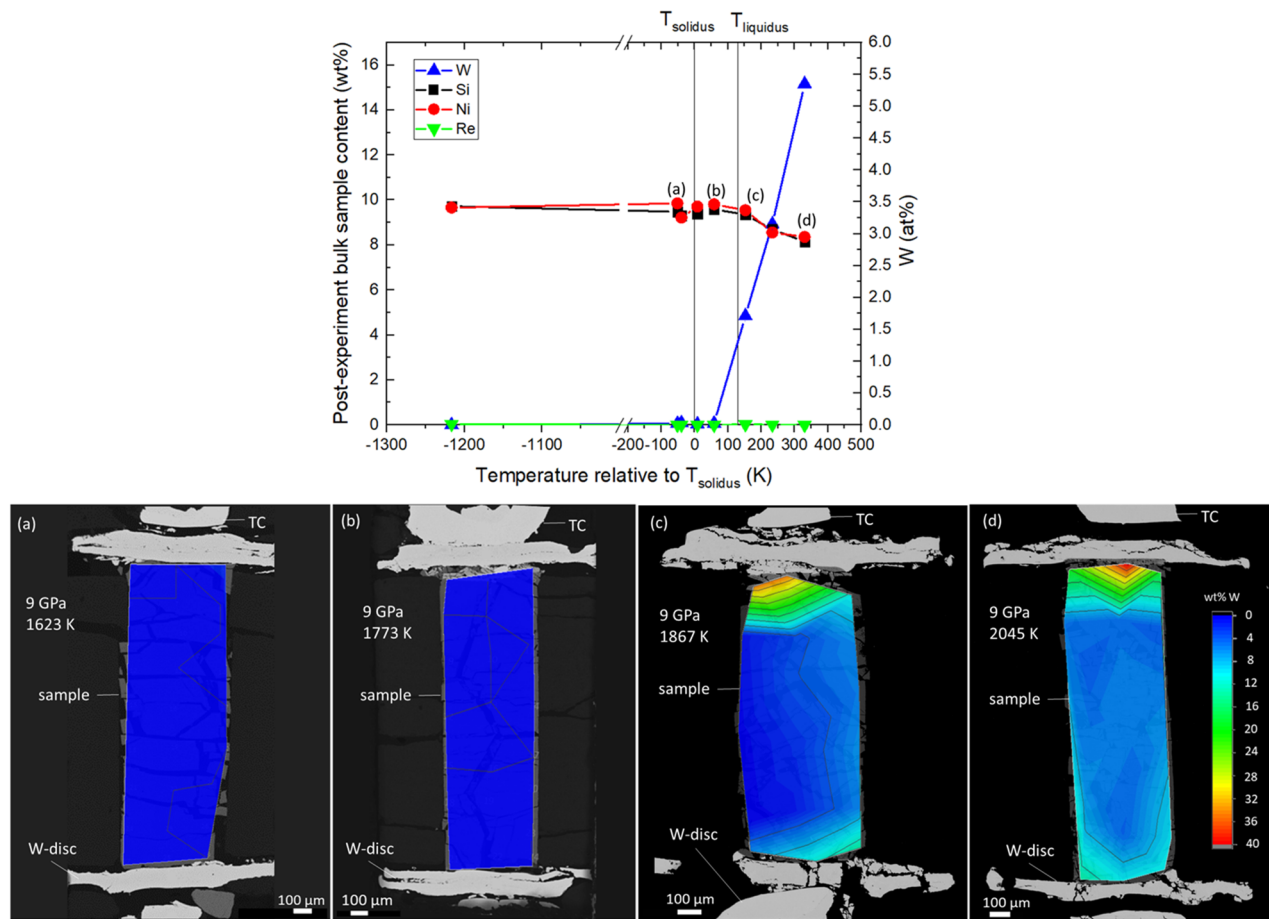 T solidus T liquidus
Post-experiment bulk sample content (wt%)
16
14
12
10
8
6
4
2
0
W
Si
Ni
Re
(a) (b) (c) (d)
6.0
5.5
5.0
4.5
4.0
3.5
3.0
2.5
2.0
1.5
1.0
0.5
0.0
W (at%)
-1300 -1200 -1100 -200 -100 0 100 200 300 400 500
Temperature relative to T solidus (K)
(a)
TC
9 GPa
1623 K
sample
W-disc
100 μm
(b)
TC
9 GPa
1773 K
sample
W-disc
100 μm
(c)
TC
9 GPa
1867 K
sample
W-disc
100 μm
(d)
TC
9 GPa
2045 K
sample
W-disc
100 μm
wt% W
0
4
8
12
16
20
24
28
32
36
40